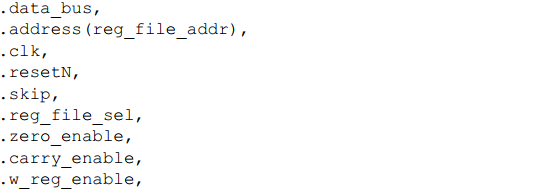 .data_bus,
.address(reg_file_addr),
.clk,
.resetN,
.skip,
.reg_file_sel,
.zero_enable,
.carry_enable,
.w_reg_enable,